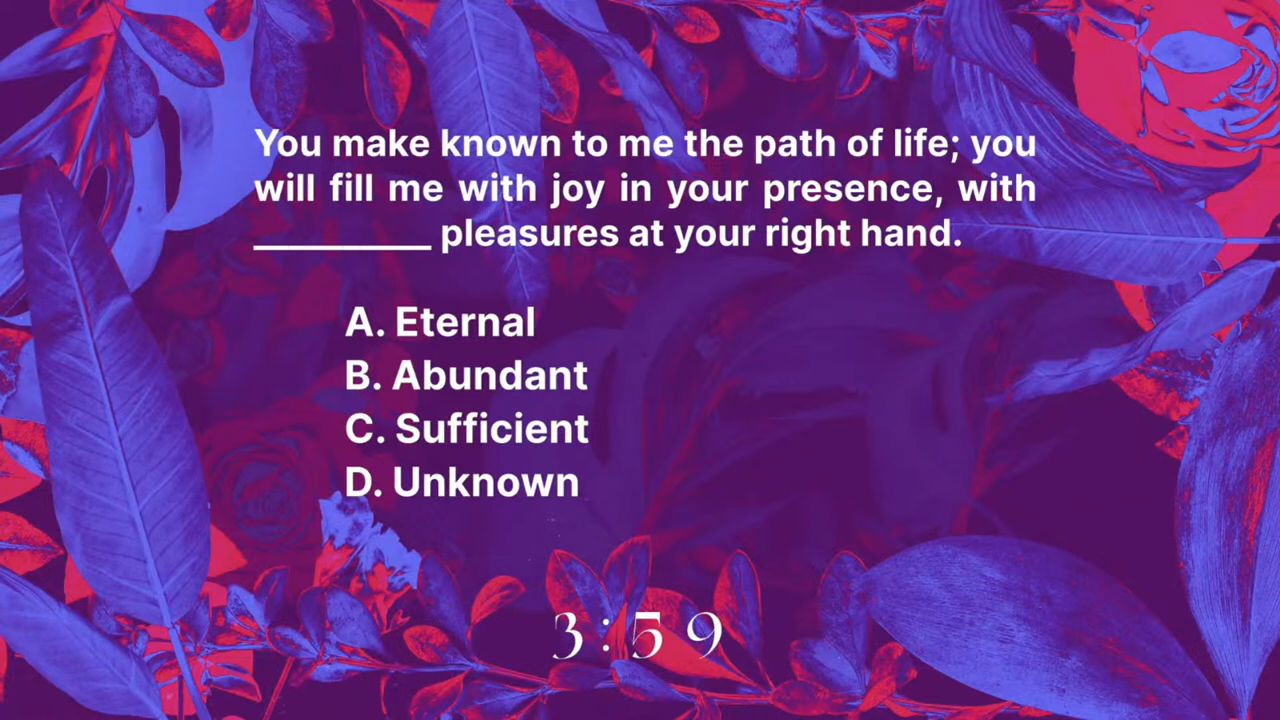 You make known to me the path of life; you
will fill me with joy in your presence, with
_________ pleasures at your right hand.
A. Eternal
B. Abundant
C. Sufficient
D. Unknown
3:59